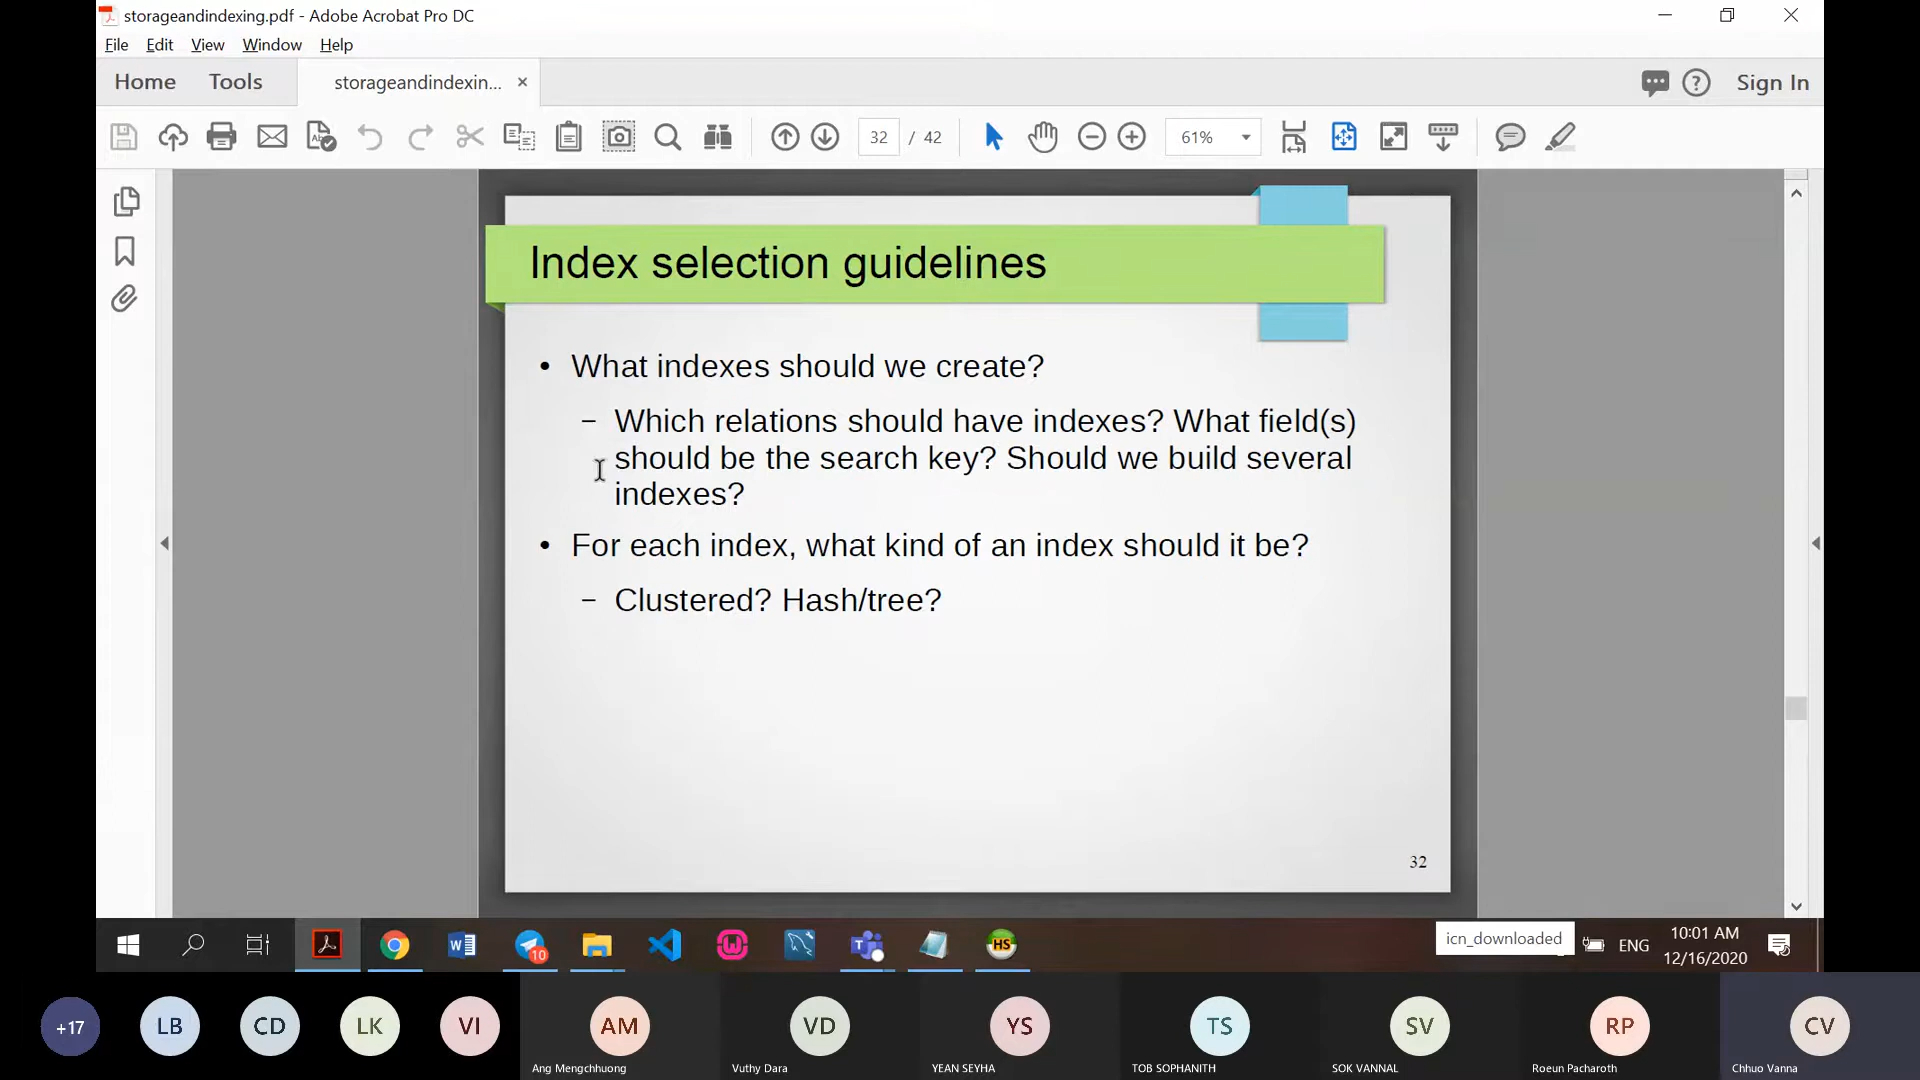 storageandindexing.pdf - Adobe Acrobat Pro DC
File Edit View Window Help
Home Tools storageandindexin... × Sign In
32 / 42 61%
Index selection guidelines
• What indexes should we create?
– Which relations should have indexes? What field(s)
should be the search key? Should we build several
indexes?
• For each index, what kind of an index should it be?
– Clustered? Hash/tree?
32
icn_downloaded
ENG
10:01 AM
12/16/2020
10
HS
+17 LB CD LK VI AM VD YS TS SV RP CV
Ang Mengchhuong Vuthy Dara YEAN SEYHA TOB SOPHANITH SOK VANNAL Roeun Pacharoth Chhuo Vanna